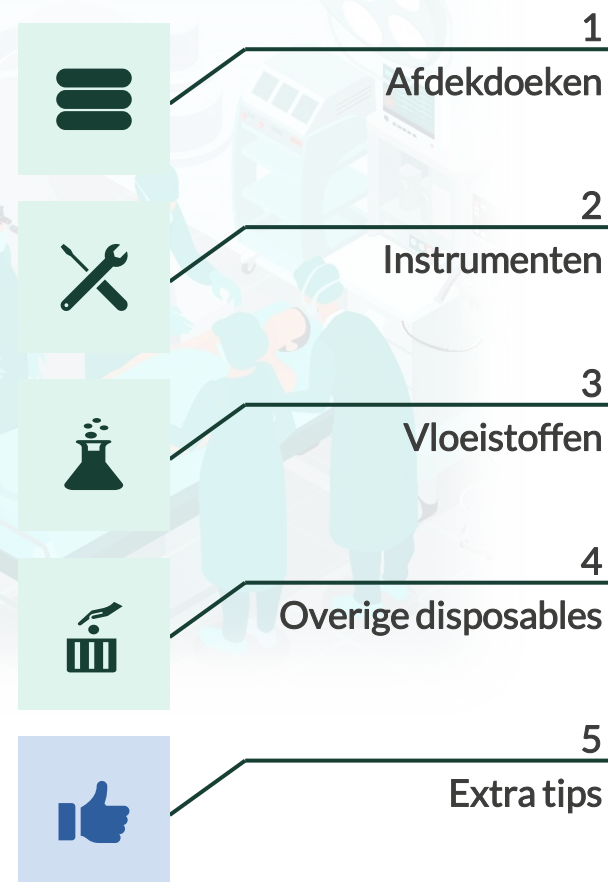 1
Afdekdoeken
2
Instrumenten
3
Vloeistoffen
4
Overige disposables
5
Extra tips